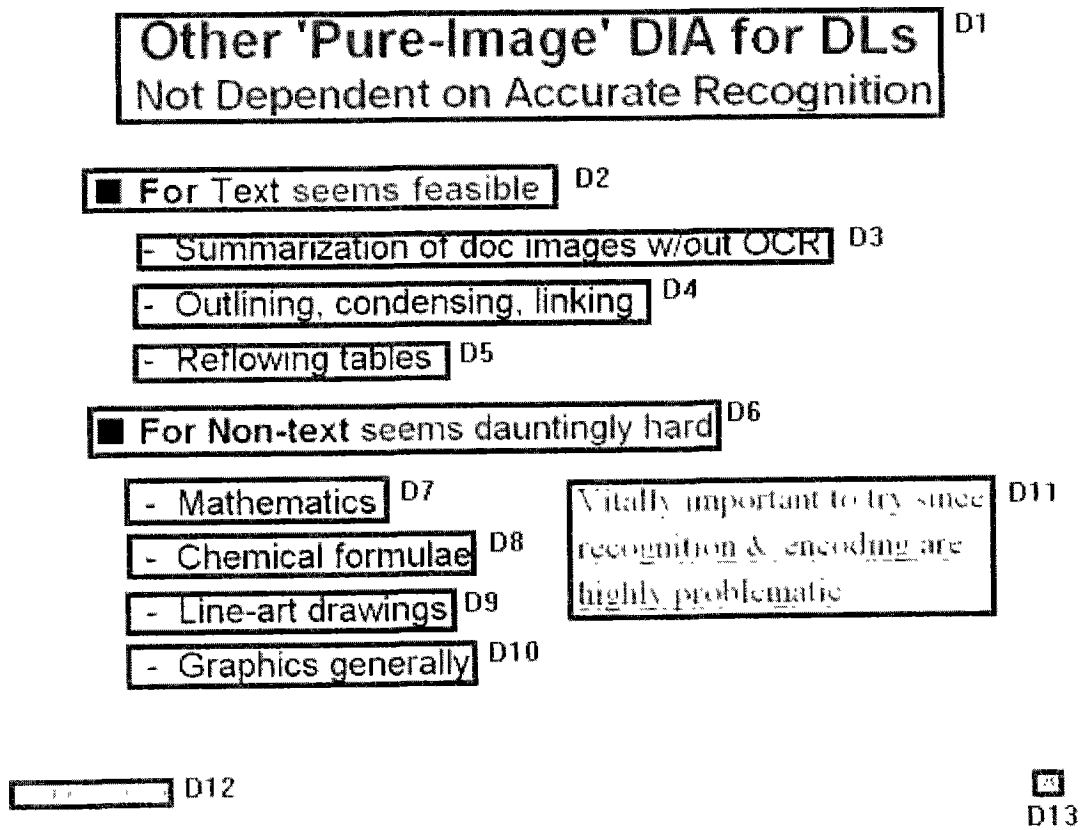 Other 'Pure-Image' DIA for DLs D1
Not Dependent on Accurate Recognition
■ For Text seems feasible D2
- Summarization of doc images w/out OCR D3
- Outlining, condensing, linking D4
- Reflowing tables D5
■ For Non-text seems dauntingly hard D6
- Mathematics D7
- Chemical formulae D8
- Line-art drawings D9
- Graphics generally D10
Vitally important to try since D11
recognition & encoding are
highly problematic
D12
D13